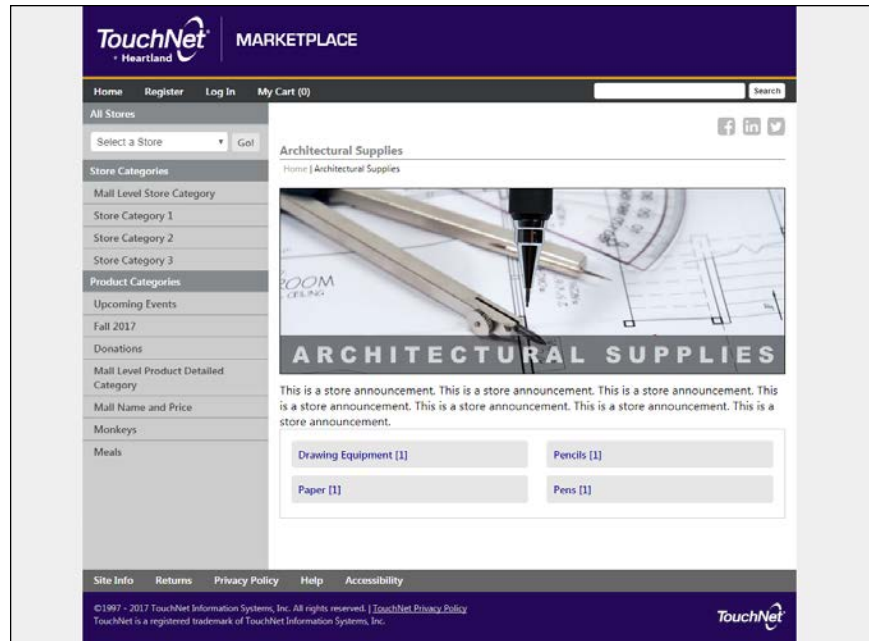 TouchNet®
Heartland
MARKETPLACE
Home Register Log In My Cart (0)
Search
All Stores
Select a Store
Go!
Store Categories
Mall Level Store Category
Store Category 1
Store Category 2
Store Category 3
Product Categories
Upcoming Events
Fall 2017
Donations
Mall Level Product Detailed
Category
Mall Name and Price
Monkeys
Meals
f in
Architectural Supplies
Home | Architectural Supplies
ROOM
CEILING
ARCHITECTURAL SUPPLIES
This is a store announcement. This is a store announcement. This is a store announcement. This
is a store announcement. This is a store announcement. This is a store announcement. This is a
store announcement.
Drawing Equipment [1]
Pencils [1]
Paper [1]
Pens [1]
Site Info Returns Privacy Policy Help Accessibility
©1997 - 2017 TouchNet Information Systems, Inc. All rights reserved. | TouchNet Privacy Policy
TouchNet is a registered trademark of TouchNet Information Systems, Inc.
TouchNet®